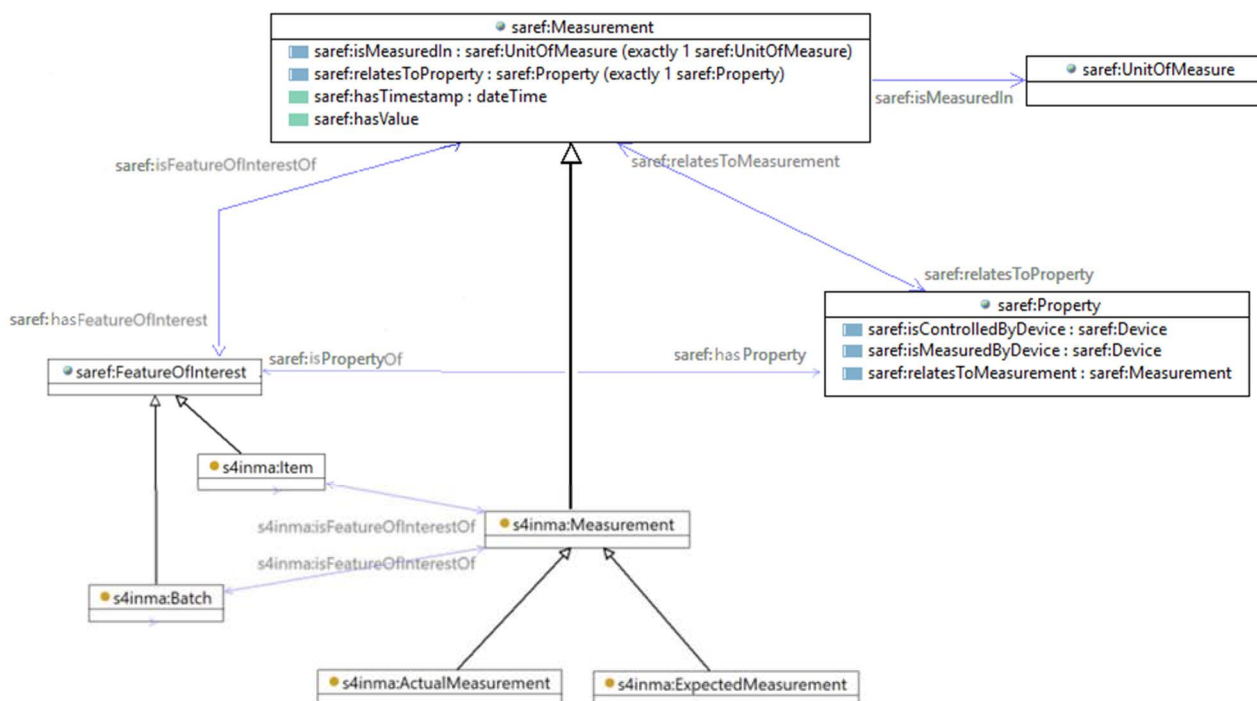 saref:Measurement
saref:isMeasuredIn : saref:UnitOfMeasure (exactly 1 saref:UnitOfMeasure)
saref:relatesToProperty : saref:Property (exactly 1 saref:Property)
saref:hasTimestamp : dateTime
saref:hasValue
saref:UnitOfMeasure
saref:isMeasuredIn
saref:isFeatureOfInterestOf
saref:relatesToMeasurement
saref:relatesToProperty
saref:hasFeatureOfInterest
saref:Property
saref:isControlledByDevice : saref:Device
saref:isMeasuredByDevice : saref:Device
saref:relatesToMeasurement : saref:Measurement
saref:isPropertyOf
saref:hasProperty
saref:FeatureOfInterest
s4inma:Item
s4inma:isFeatureOfInterestOf
s4inma:Measurement
s4inma:isFeatureOfInterestOf
s4inma:Batch
s4inma:ActualMeasurement
s4inma:ExpectedMeasurement